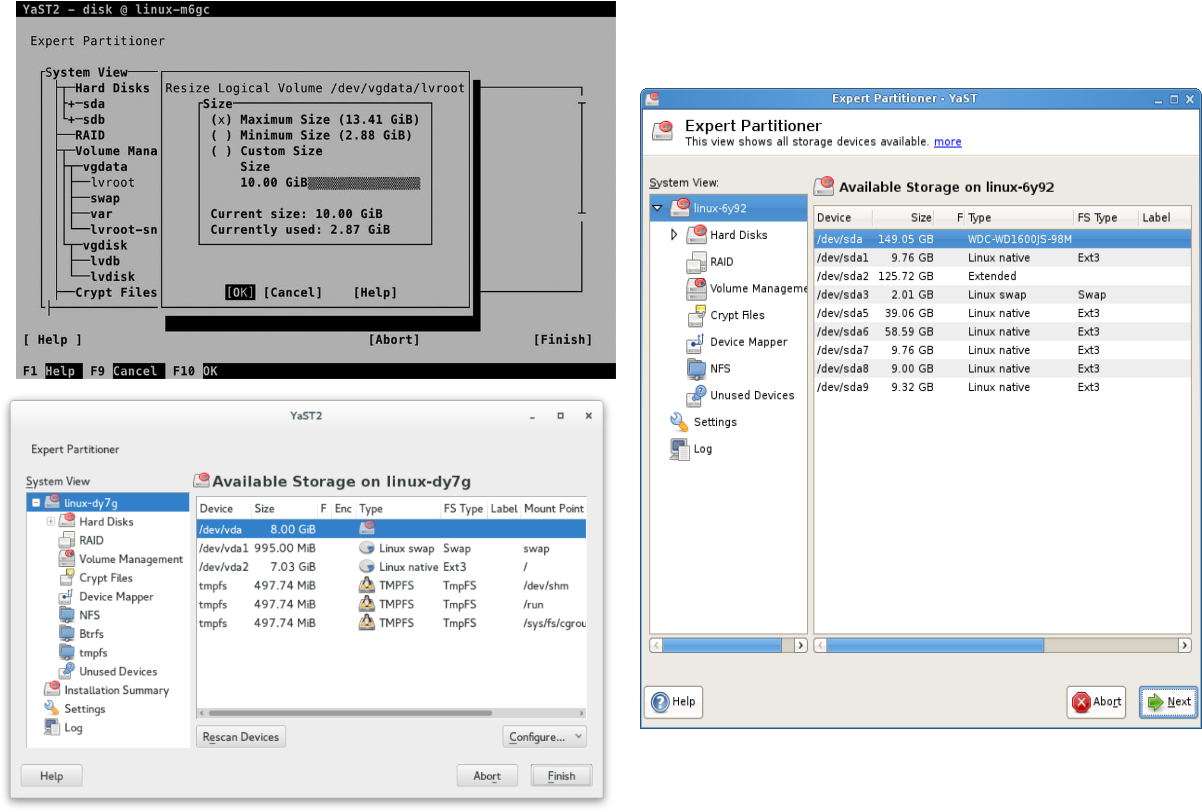 YaST2 - disk @ linux-m6gc
Expert Partitioner
System View
Hard Disks
sda
sdb
RAID
Volume Mana
vgdata
lvroot
swap
var
lvroot-sn
vgdisk
lvdb
lvdisk
Crypt Files
Resize Logical Volume /dev/vgdata/lvroot
Size
(x) Maximum Size (13.41 GiB)
( ) Minimum Size (2.88 GiB)
( ) Custom Size
Size
10.00 GiB
Current size: 10.00 GiB
Currently used: 2.87 GiB
[OK] [Cancel] [Help]
[ Help ] [Abort] [Finish]
F1 Help F9 Cancel F10 OK
YaST2
Expert Partitioner
System View
linux-dy7g
Hard Disks
RAID
Volume Management
Crypt Files
Device Mapper
NFS
Btrfs
tmpfs
Unused Devices
Installation Summary
Settings
Log
Available Storage on linux-dy7g
Device Size F Enc Type FS Type Label Mount Point
/dev/vda 8.00 GiB
/dev/vda1 995.00 MiB Linux swap Swap swap
/dev/vda2 7.03 GiB Linux native Ext3 /
tmpfs 497.74 MiB TMPFS TmpFS /dev/shm
tmpfs 497.74 MiB TMPFS TmpFS /run
tmpfs 497.74 MiB TMPFS TmpFS /sys/fs/cgrou
Rescan Devices Configure...
Help Abort Finish
Expert Partitioner - YaST
Expert Partitioner
This view shows all storage devices available. more
System View:
linux-6y92
Hard Disks
RAID
Volume Manageme
Crypt Files
Device Mapper
NFS
Unused Devices
Settings
Log
Available Storage on linux-6y92
Device Size F Type FS Type Label
/dev/sda 149.05 GB WDC-WD1600JS-98M
/dev/sda1 9.76 GB Linux native Ext3
/dev/sda2 125.72 GB Extended
/dev/sda3 2.01 GB Linux swap Swap
/dev/sda5 39.06 GB Linux native Ext3
/dev/sda6 58.59 GB Linux native Ext3
/dev/sda7 9.76 GB Linux native Ext3
/dev/sda8 9.00 GB Linux native Ext3
/dev/sda9 9.32 GB Linux native Ext3
Help Abort Next